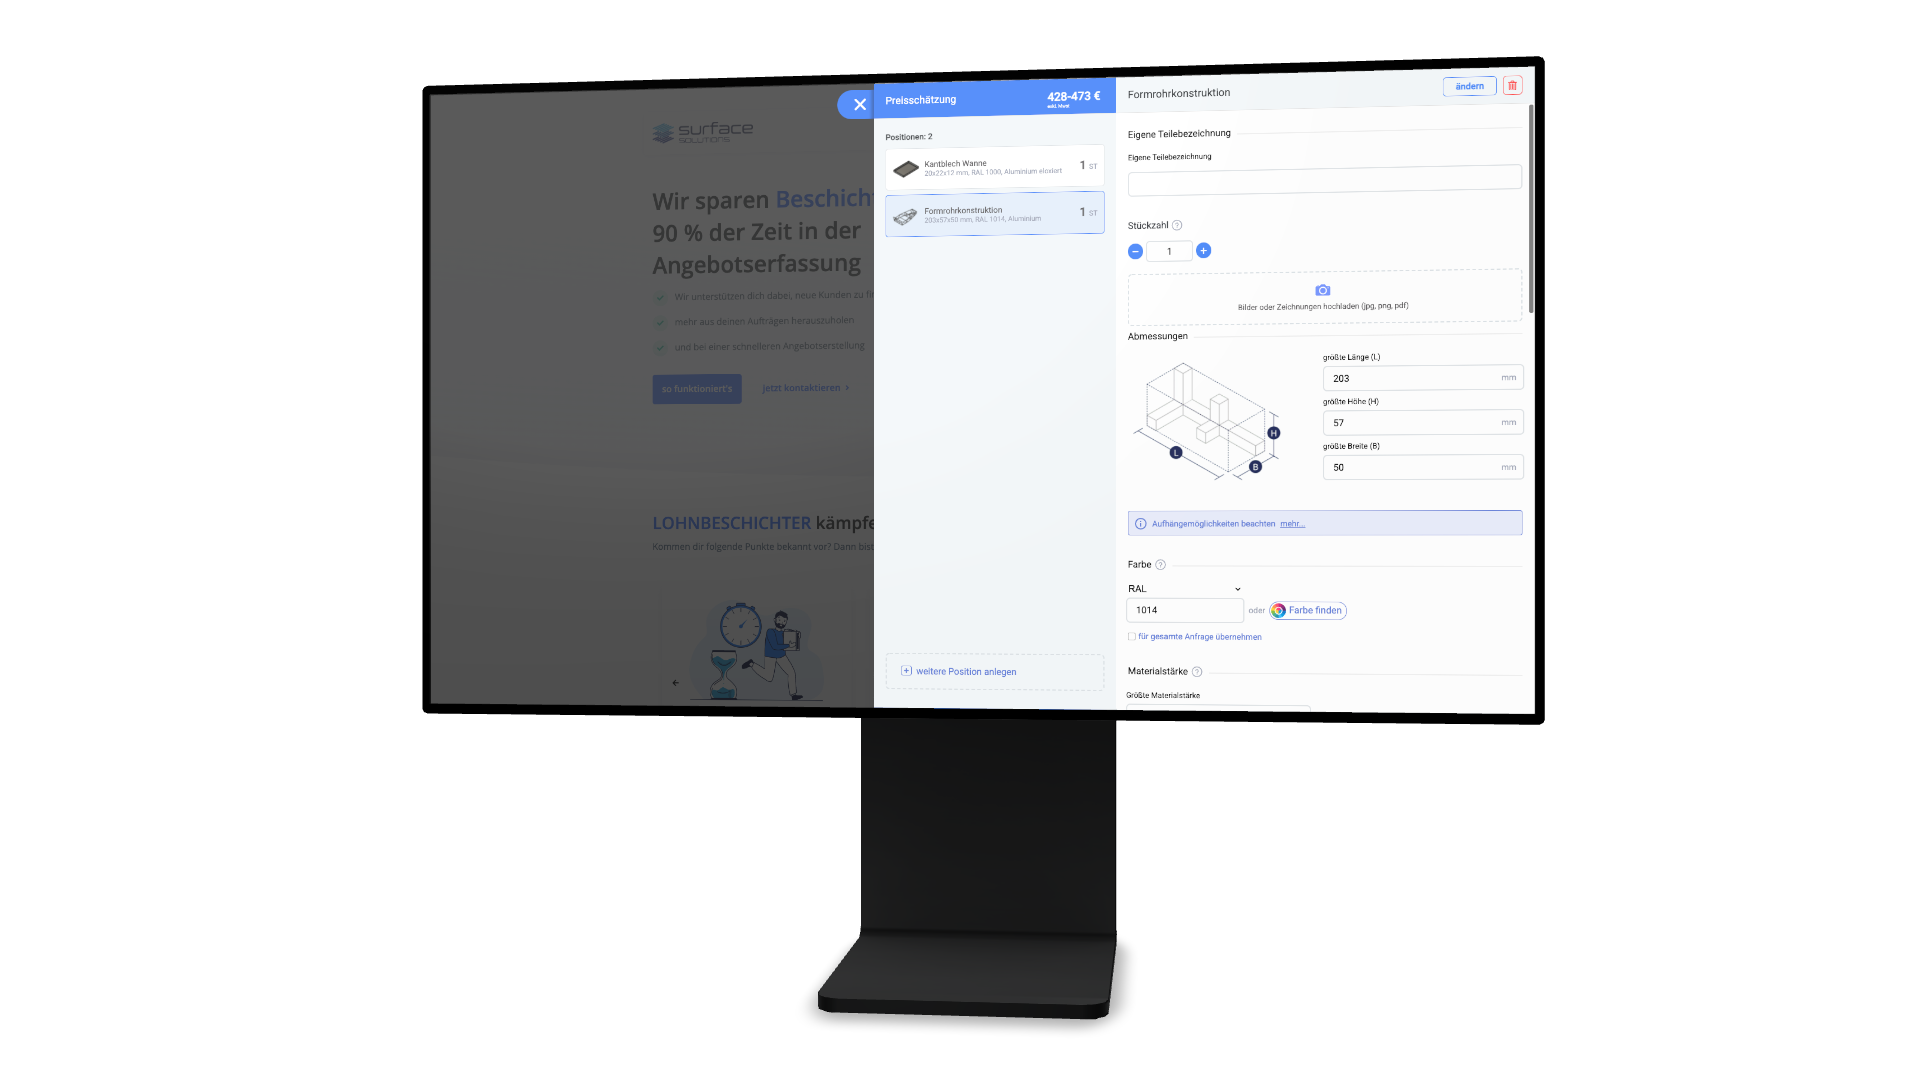 surface
SOLUTIONS
Wir sparen Beschich
90 % der Zeit in der
Angebotserfassung
Wir unterstützen dich dabei, neue Kunden zu fi
mehr aus deinen Aufträgen herauszuholen
und bei einer schnelleren Angebotserstellung
so funktioniert's
Jetzt kontaktieren
LOHNBESCHICHTER kämpfe
Kommen dir folgende Punkte bekannt vor? Dann bist
Preisschätzung
428-473 €
exkl. Mwst
Positionen: 2
Kantblech Wanne
20x22x12 mm, RAL 1000, Aluminium eloxiert
1 ST
Formrohrkonstruktion
203x57x50 mm, RAL 1014, Aluminium
1 ST
weitere Position anlegen
Formrohrkonstruktion
ändern
Eigene Teilebezeichnung
Eigene Teilebezeichnung
Stückzahl ?
1
Bilder oder Zeichnungen hochladen (jpg, png, pdf)
Abmessungen
L
B
H
größte Länge (L)
203 mm
größte Höhe (H)
57 mm
größte Breite (B)
50 mm
Aufhängemöglichkeiten beachten mehr...
Farbe ?
RAL
1014
oder
Farbe finden
für gesamte Anfrage übernehmen
Materialstärke ?
Größte Materialstärke